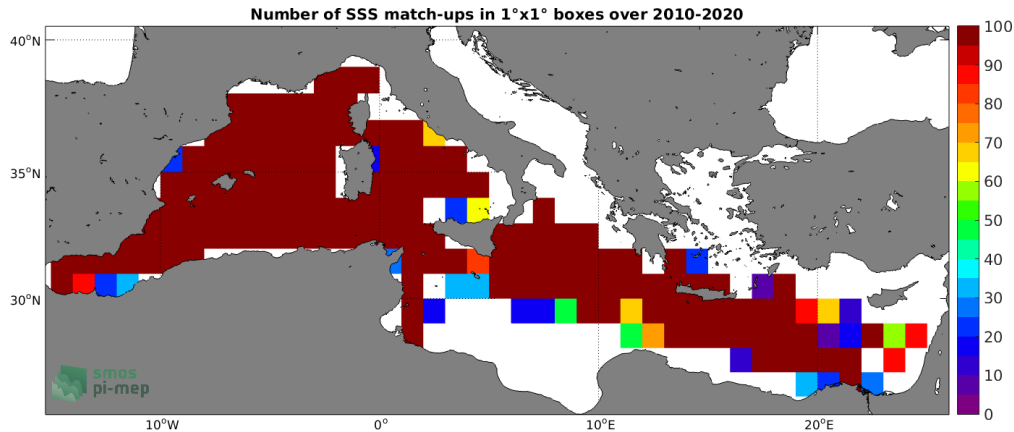 Number of SSS match-ups in 1°x1° boxes over 2010-2020
40°N
35°N
30°N
10°W
0°
10°E
20°E
100
90
80
70
60
50
40
30
20
10
0
smos
pi-mep